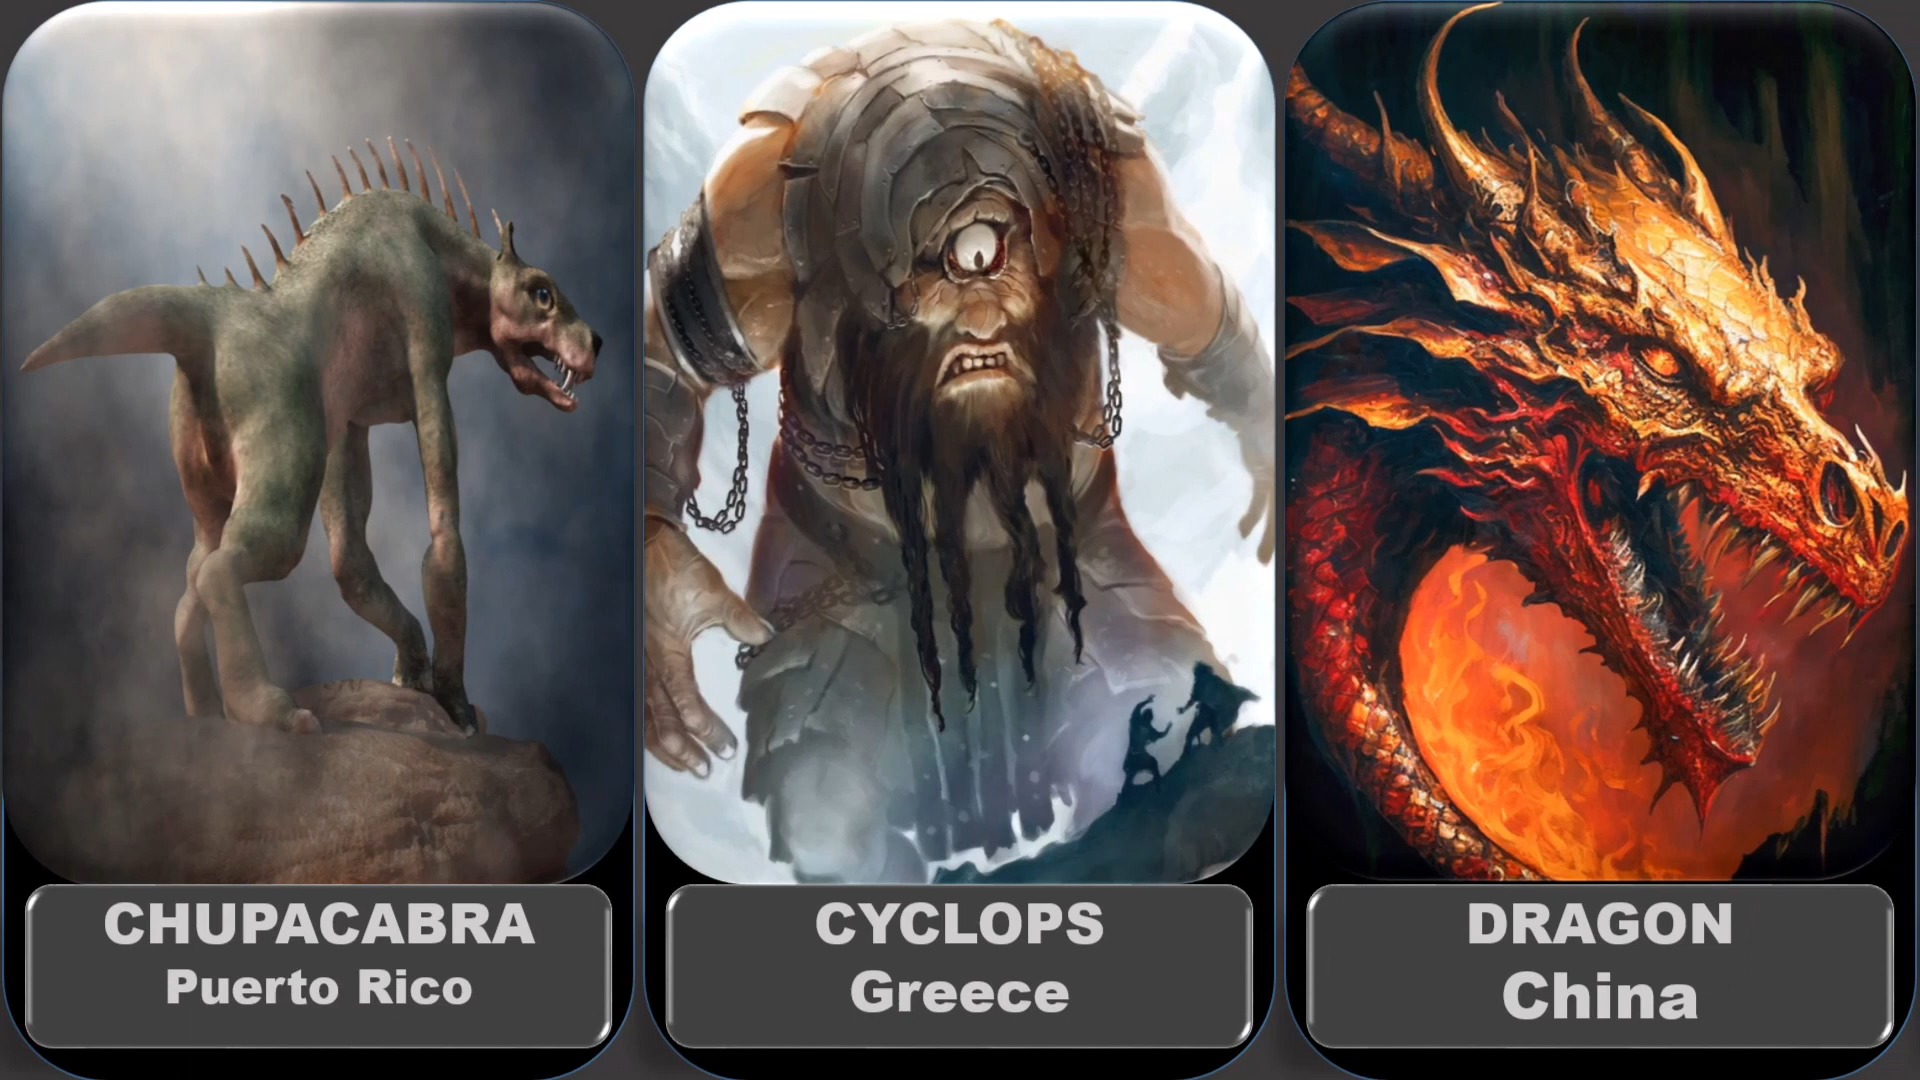 CHUPACABRA
Puerto Rico
CYCLOPS
Greece
DRAGON
China